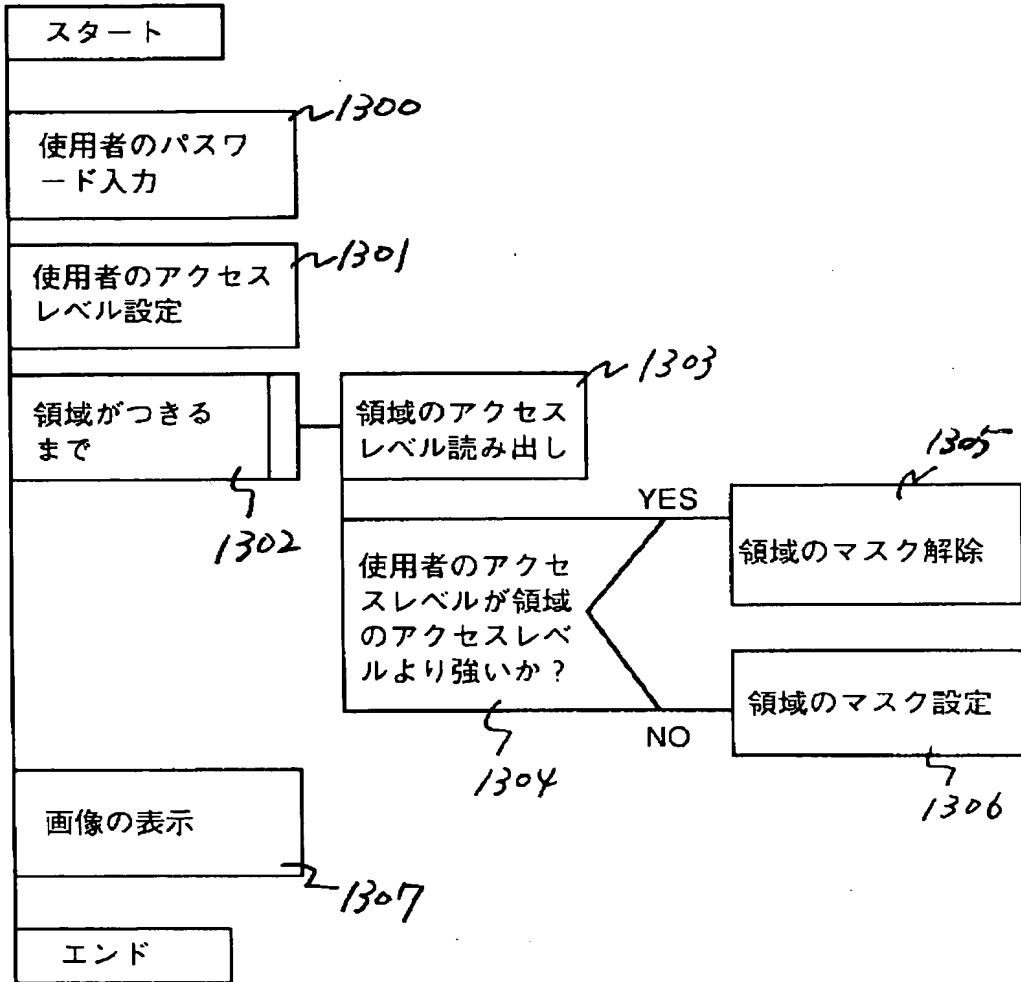 スタート
1300
使用者のパスワ
ード入力
1301
使用者のアクセス
レベル設定
1303
領域がつきる
まで
領域のアクセス
レベル読み出し
1302
1305
YES
領域のマスク解除
使用者のアクセ
スレベルが領域
のアクセスレベ
ルより強いか?
領域のマスク設定
NO
1304
1306
画像の表示
1307
エンド